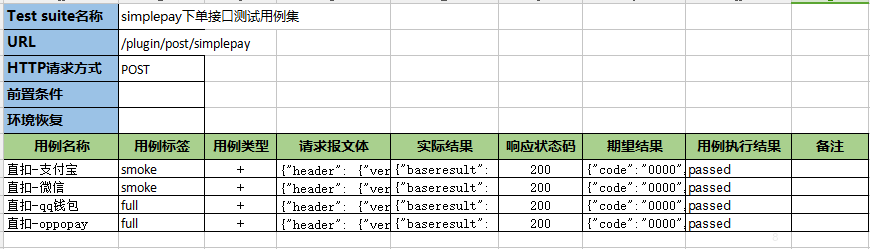 Test suite名称 simplepay下单接口测试用例集
URL /plugin/post/simplepay
HTTP请求方式 POST
前置条件
环境恢复
用例名称 用例标签 用例类型 请求报文体 实际结果 响应状态码 期望结果 用例执行结果 备注
直扣-支付宝 smoke + {"header": {"ver {"baseresult": 200 {"code":"0000", passed
直扣-微信 smoke + {"header": {"ver {"baseresult": 200 {"code":"0000", passed
直扣-qq钱包 full + {"header": {"ver {"baseresult": 200 {"code":"0000", passed
直扣-oppopay full + {"header": {"ver {"baseresult": 200 {"code":"0000", passed